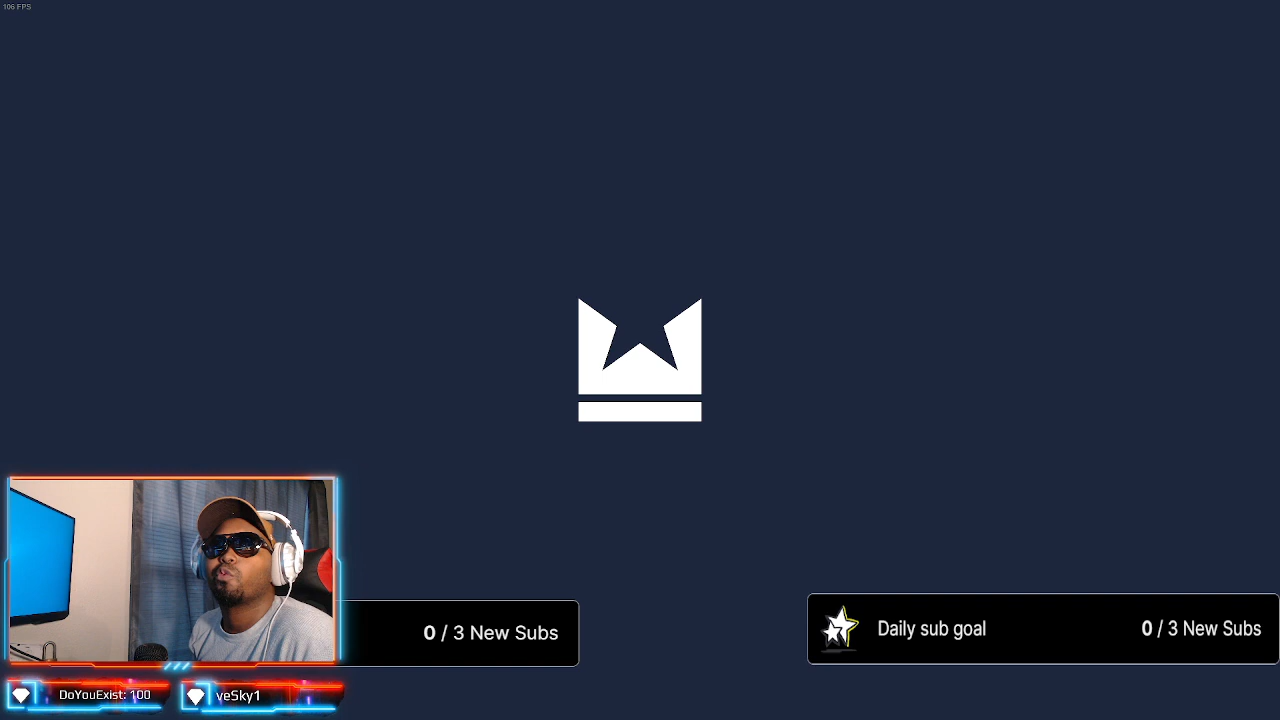 106 FPS
0 / 3 New Subs
Daily sub goal
0 / 3 New Subs
DoYouExist: 100
veSky1